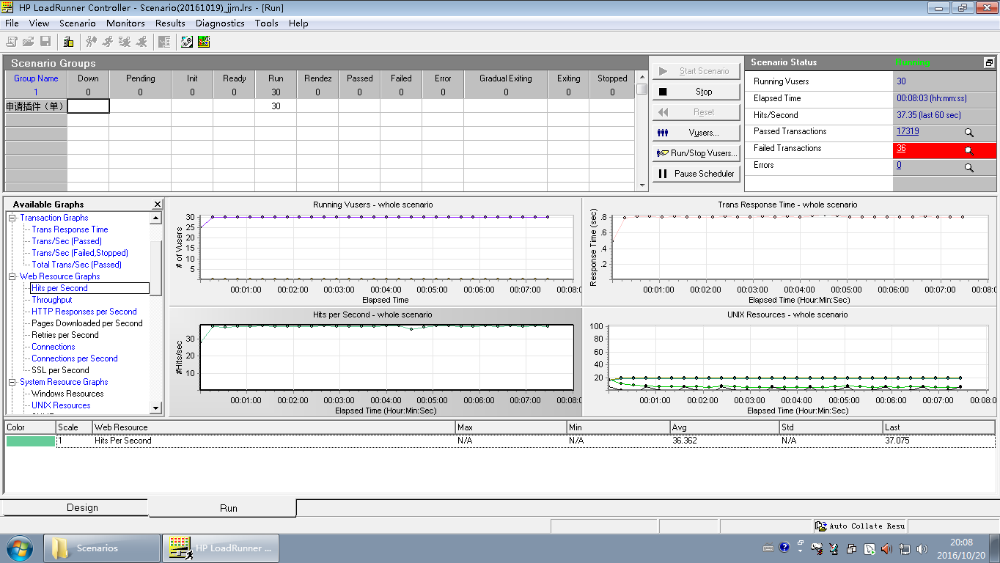 HP LoadRunner Controller - Scenario(20161019)_jjm.lrs - [Run]
File View Scenario Monitors Results Diagnostics Tools Help
Scenario Groups
Group Name Down Pending Init Ready Run Rendez Passed Failed Error Gradual Exiting Exiting Stopped
1 0 0 0 0 30 0 0 0 0 0 0 0
申请插件（单） 30
Start Scenario
Stop
Reset
Vusers...
Run/Stop Vusers...
Pause Scheduler
Scenario Status Running
Running Vusers 30
Elapsed Time 00:08:03 (hh:mm:ss)
Hits/Second 37.35 (last 60 sec)
Passed Transactions 17319
Failed Transactions 36
Errors 0
Available Graphs
Transaction Graphs
Trans Response Time
Trans/Sec (Passed)
Trans/Sec (Failed,Stopped)
Total Trans/Sec (Passed)
Web Resource Graphs
Hits per Second
Throughput
HTTP Responses per Second
Pages Downloaded per Second
Retries per Second
Connections
Connections per Second
SSL per Second
System Resource Graphs
Windows Resources
UNIX Resources
Running Vusers - whole scenario
# of Vusers
30
25
20
15
10
5
00:01:00 00:02:00 00:03:00 00:04:00 00:05:00 00:06:00 00:07:00 00:08:0
Elapsed Time
Trans Response Time - whole scenario
Response Time (sec)
.8
.6
.4
.2
00:01:00 00:02:00 00:03:00 00:04:00 00:05:00 00:06:00 00:07:00 00:08:0
Elapsed Time (Hour:Min:Sec)
Hits per Second - whole scenario
#Hits/sec
30
20
10
00:01:00 00:02:00 00:03:00 00:04:00 00:05:00 00:06:00 00:07:00 00:08:0
Elapsed Time (Hour:Min:Sec)
UNIX Resources - whole scenario
100
80
60
40
20
00:01:00 00:02:00 00:03:00 00:04:00 00:05:00 00:06:00 00:07:00 00:08:0
Elapsed Time (Hour:Min:Sec)
Color Scale Web Resource Max Min Avg Std Last
1 Hits Per Second N/A N/A 36.362 N/A 37.075
Design Run
Auto Collate Resu
Scenarios
HP LoadRunner ...
20:08
2016/10/20